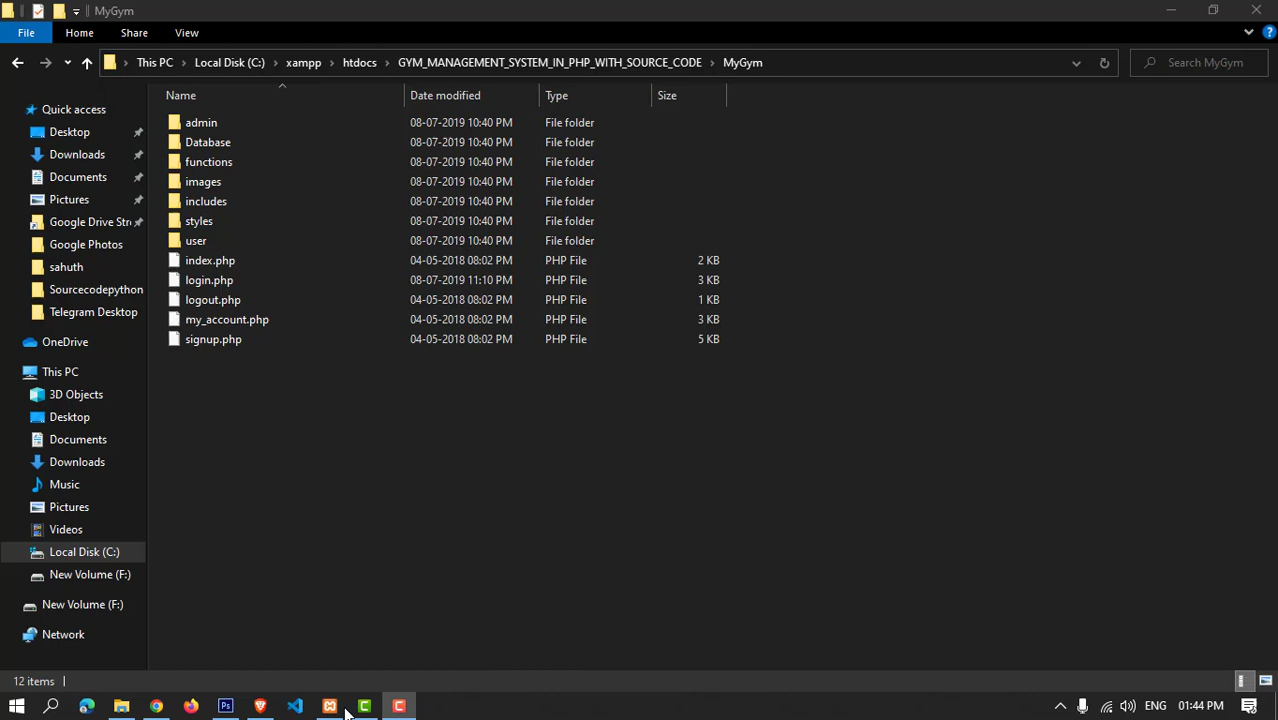 MyGym
File Home Share View
This PC Local Disk (C:) xampp htdocs GYM_MANAGEMENT_SYSTEM_IN_PHP_WITH_SOURCE_CODE MyGym Search MyGym
Name Date modified Type Size
Quick access
Desktop
Downloads
Documents
Pictures
Google Drive Str
Google Photos
sahuth
Sourcecodepython
Telegram Desktop
OneDrive
This PC
3D Objects
Desktop
Documents
Downloads
Music
Pictures
Videos
Local Disk (C:)
New Volume (F:)
New Volume (F:)
Network
admin 08-07-2019 10:40 PM File folder
Database 08-07-2019 10:40 PM File folder
functions 08-07-2019 10:40 PM File folder
images 08-07-2019 10:40 PM File folder
includes 08-07-2019 10:40 PM File folder
styles 08-07-2019 10:40 PM File folder
user 08-07-2019 10:40 PM File folder
index.php 04-05-2018 08:02 PM PHP File 2 KB
login.php 08-07-2019 11:10 PM PHP File 3 KB
logout.php 04-05-2018 08:02 PM PHP File 1 KB
my_account.php 04-05-2018 08:02 PM PHP File 3 KB
signup.php 04-05-2018 08:02 PM PHP File 5 KB
12 items
Ps
ENG 01:44 PM